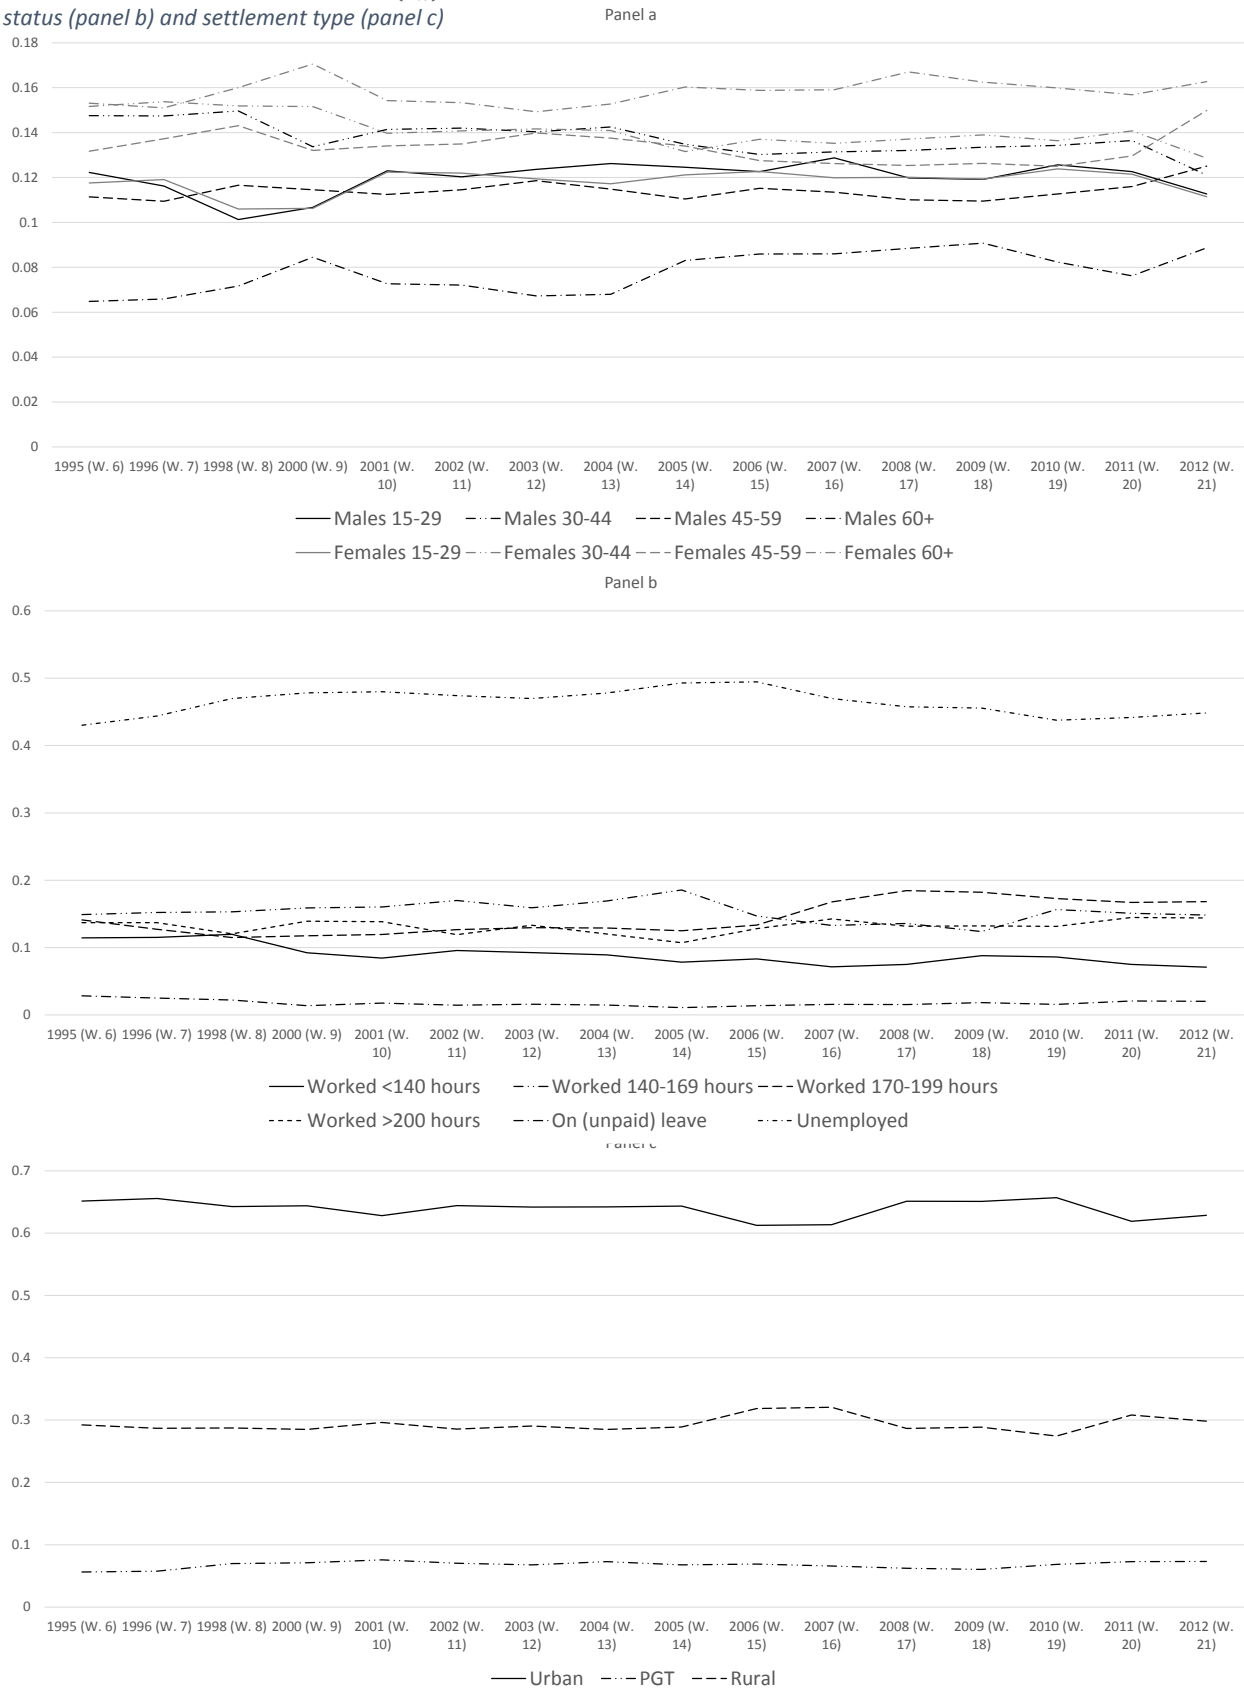 status (panel b) and settlement type (panel c)
Panel a
0.18
0.16
0.14
0.12
0.1
0.08
0.06
0.04
0.02
0
1995 (W. 6) 1996 (W. 7) 1998 (W. 8) 2000 (W. 9) 2001 (W. 10) 2002 (W. 11) 2003 (W. 12) 2004 (W. 13) 2005 (W. 14) 2006 (W. 15) 2007 (W. 16) 2008 (W. 17) 2009 (W. 18) 2010 (W. 19) 2011 (W. 20) 2012 (W. 21)
Males 15-29 Males 30-44 Males 45-59 Males 60+
Females 15-29 Females 30-44 Females 45-59 Females 60+
Panel b
0.6
0.5
0.4
0.3
0.2
0.1
0
1995 (W. 6) 1996 (W. 7) 1998 (W. 8) 2000 (W. 9) 2001 (W. 10) 2002 (W. 11) 2003 (W. 12) 2004 (W. 13) 2005 (W. 14) 2006 (W. 15) 2007 (W. 16) 2008 (W. 17) 2009 (W. 18) 2010 (W. 19) 2011 (W. 20) 2012 (W. 21)
Worked <140 hours Worked 140-169 hours Worked 170-199 hours
Worked >200 hours On (unpaid) leave Unemployed
Panel c
0.7
0.6
0.5
0.4
0.3
0.2
0.1
0
1995 (W. 6) 1996 (W. 7) 1998 (W. 8) 2000 (W. 9) 2001 (W. 10) 2002 (W. 11) 2003 (W. 12) 2004 (W. 13) 2005 (W. 14) 2006 (W. 15) 2007 (W. 16) 2008 (W. 17) 2009 (W. 18) 2010 (W. 19) 2011 (W. 20) 2012 (W. 21)
Urban PGT Rural